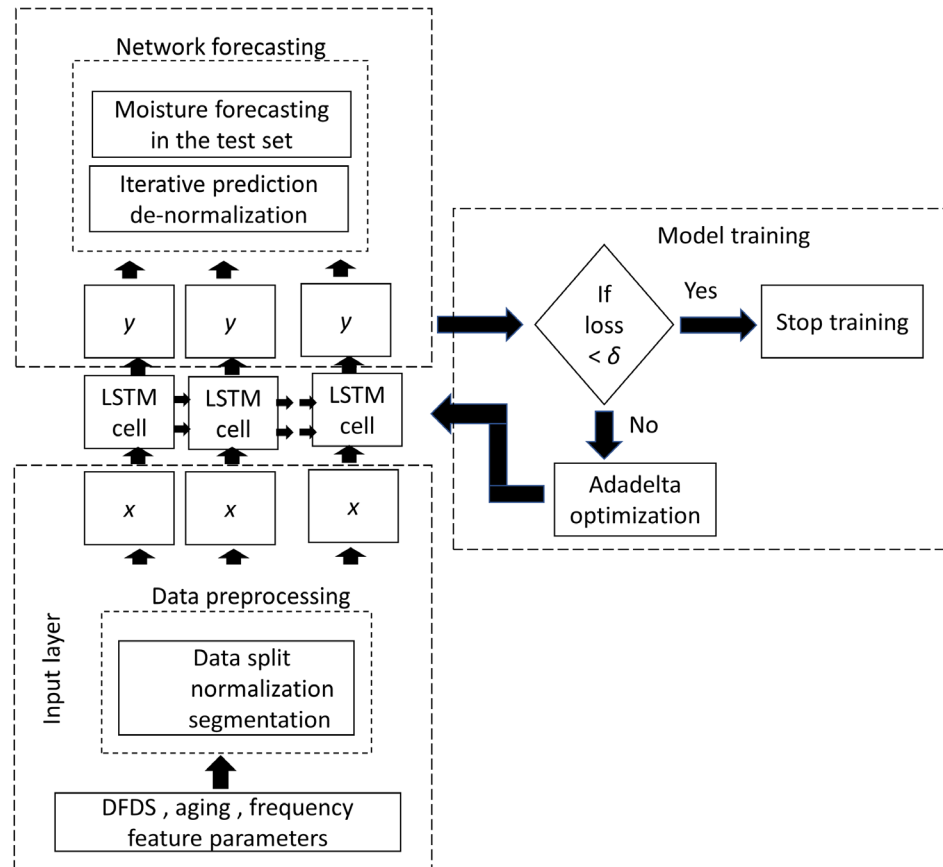 Network forecasting
Moisture forecasting
in the test set
Iterative prediction
de-normalization
y
y
y
LSTM
cell
LSTM
cell
LSTM
cell
x
x
x
Data preprocessing
Input layer
Data split
normalization
segmentation
DFDS , aging , frequency
feature parameters
Model training
If
loss
< δ
Yes
Stop training
No
Adadelta
optimization